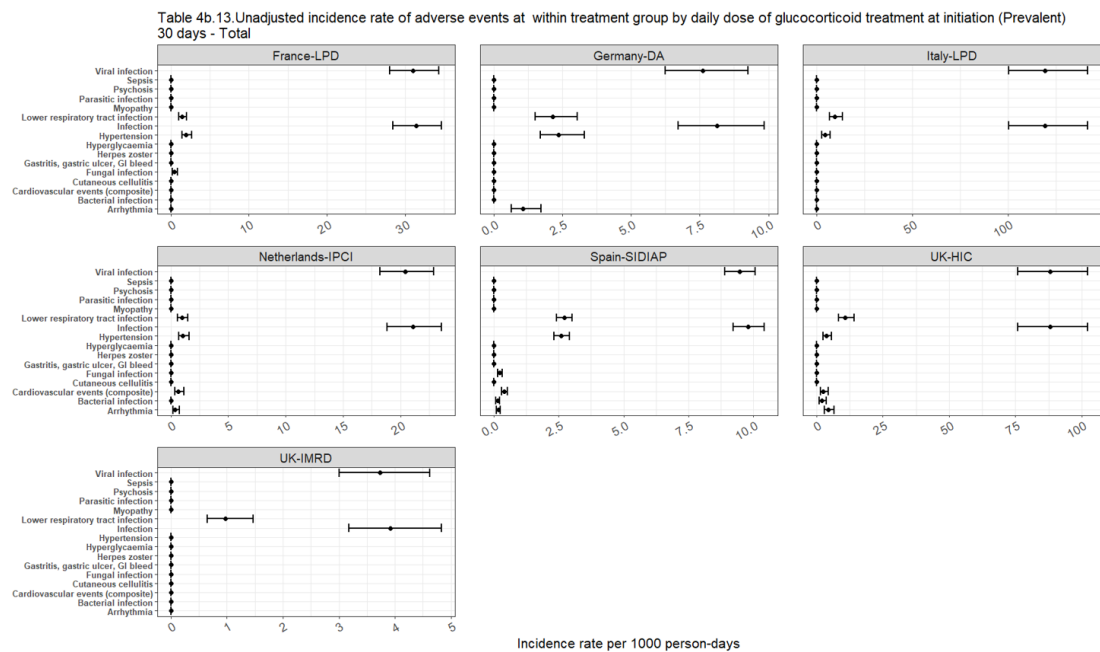 Table 4b.13.Unadjusted incidence rate of adverse events at  within treatment group by daily dose of glucocorticoid treatment at initiation (Prevalent)
30 days - Total
France-LPD
Germany-DA
Italy-LPD
Viral infection
Sepsis
Psychosis
Parasitic infection
Myopathy
Lower respiratory tract infection
Infection
Hypertension
Hyperglycaemia
Herpes zoster
Gastritis, gastric ulcer, GI bleed
Fungal infection
Cutaneous cellulitis
Cardiovascular events (composite)
Bacterial infection
Arrhythmia
0 10 20 30
0.0 2.5 5.0 7.5 10.0
0 50 100
Netherlands-IPCI
Spain-SIDIAP
UK-HIC
Viral infection
Sepsis
Psychosis
Parasitic infection
Myopathy
Lower respiratory tract infection
Infection
Hypertension
Hyperglycaemia
Herpes zoster
Gastritis, gastric ulcer, GI bleed
Fungal infection
Cutaneous cellulitis
Cardiovascular events (composite)
Bacterial infection
Arrhythmia
0 5 10 15 20
0.0 2.5 5.0 7.5 10.0
0 25 50 75 100
UK-IMRD
Viral infection
Sepsis
Psychosis
Parasitic infection
Myopathy
Lower respiratory tract infection
Infection
Hypertension
Hyperglycaemia
Herpes zoster
Gastritis, gastric ulcer, GI bleed
Fungal infection
Cutaneous cellulitis
Cardiovascular events (composite)
Bacterial infection
Arrhythmia
0 1 2 3 4 5
Incidence rate per 1000 person-days